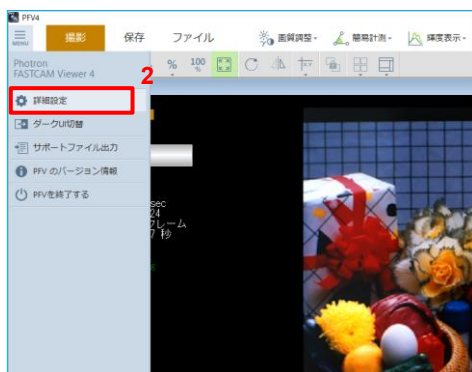 PFV4
MENU 撮影 保存 ファイル 画質調整 簡易計測 輝度表示
Photron
FASTCAM Viewer 4
2
% 100 %
詳細設定
ダークUI切替
サポートファイル出力
PFV のバージョン情報
PFVを終了する
sec
24
フレーム
7 秒